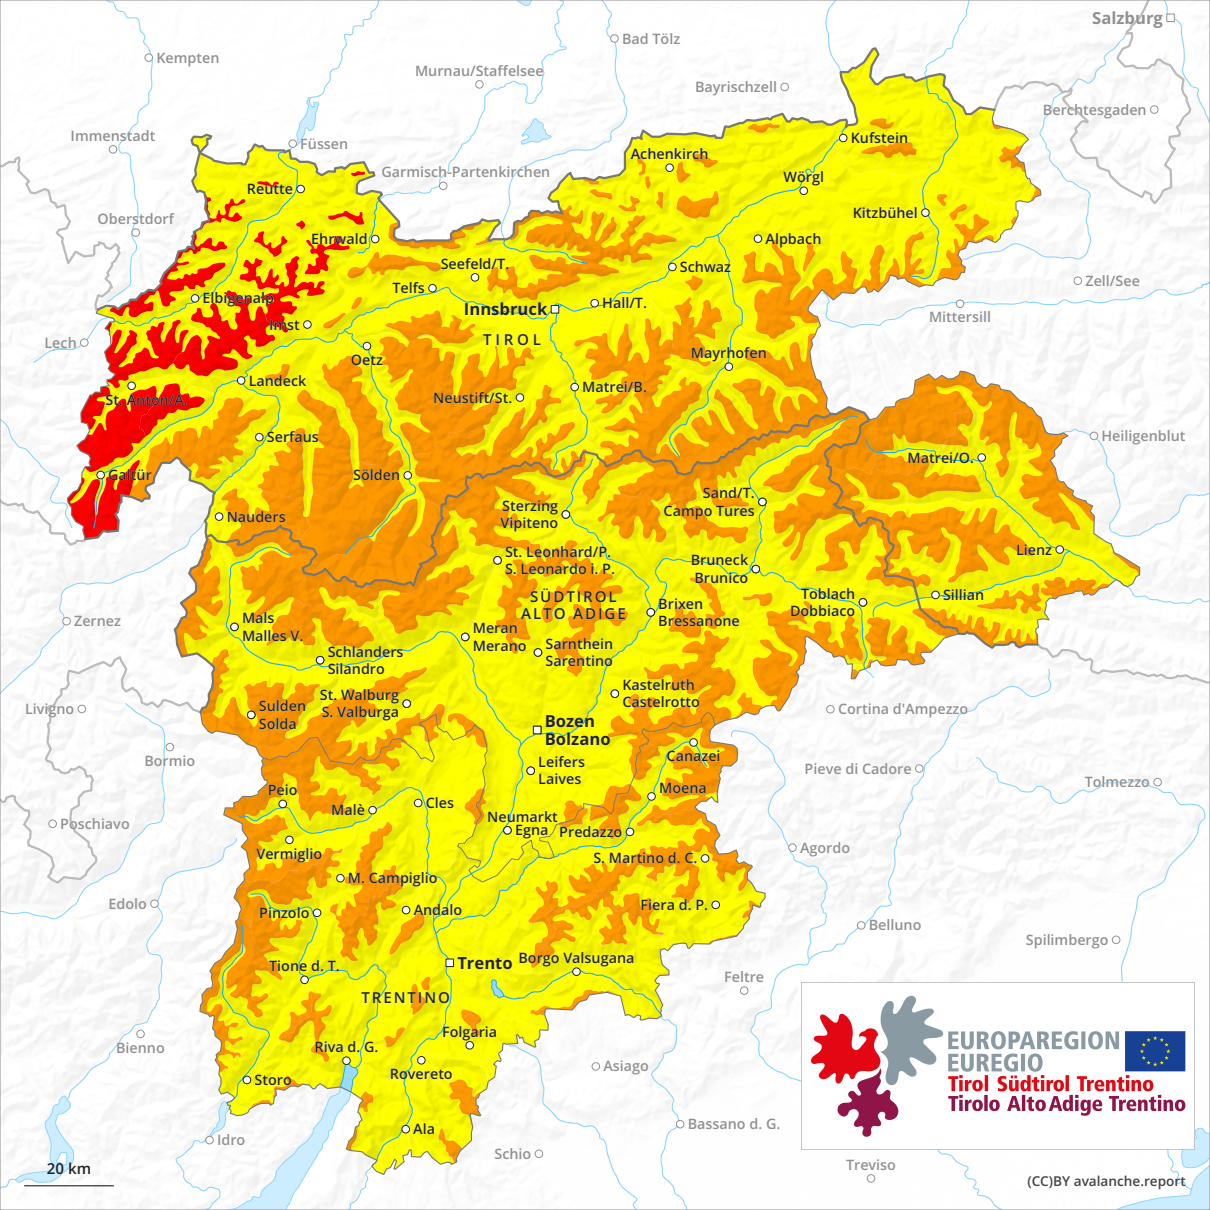 Salzburg
Bad Tölz
Kempten
Murnau/Staffelsee
Bayrischzell
Berchtesgaden
Immenstadt
Füssen
Kufstein
Achenkirch
Garmisch-Partenkirchen
Wörgl
Reutte
Oberstdorf
Kitzbühel
Ehrwald
Alpbach
Seefeld/T.
Schwaz
Zell/See
Telfs
Elbigenalp
Hall/T.
Innsbruck
Mittersill
Imst
TIROL
Lech
Oetz
Mayrhofen
Landeck
Matrei/B.
St. Anton/A.
Neustift/St.
Serfaus
Heiligenblut
Matrei/O.
Galtür
Sölden
Sand/T.
Campo Tures
Sterzing
Vipiteno
Nauders
St. Leonhard/P.
S. Leonardo i. P.
Lienz
Bruneck
Brunico
SÜDTIROL
ALTO ADIGE
Toblach
Dobbiaco
Sillian
Brixen
Bressanone
Zernez
Mals
Malles V.
Meran
Merano
Sarnthein
Sarentino
Schlanders
Silandro
Kastelruth
Castelrotto
St. Walburg
S. Valburga
Sulden
Solda
Livigno
Cortina d'Ampezzo
Bozen
Bolzano
Bormio
Canazei
Leifers
Laives
Pieve di Cadore
Tolmezzo
Peio
Moena
Malè
Cles
Neumarkt
Egna
Predazzo
Poschiavo
Agordo
Vermiglio
S. Martino d. C.
M. Campiglio
Edolo
Pinzolo
Andalo
Fiera d. P.
Belluno
Spilimbergo
Trento
Borgo Valsugana
Tione d. T.
Feltre
TRENTINO
Folgaria
Bienno
Riva d. G.
Asiago
Rovereto
Storo
Ala
Bassano d. G.
Idro
Schio
Treviso
EUROPAREGION
EUREGIO
Tirol Südtirol Trentino
Tirolo Alto Adige Trentino
20 km
(CC)BY avalanche.report